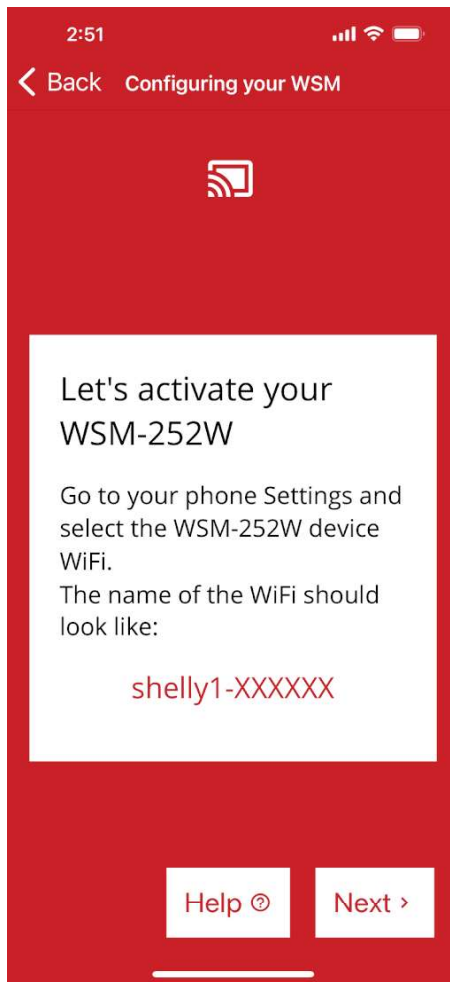 2:51
Back Configuring your WSM
Let's activate your
WSM-252W
Go to your phone Settings and
select the WSM-252W device
WiFi.
The name of the WiFi should
look like:
shelly1-XXXXXX
Help ?
Next >